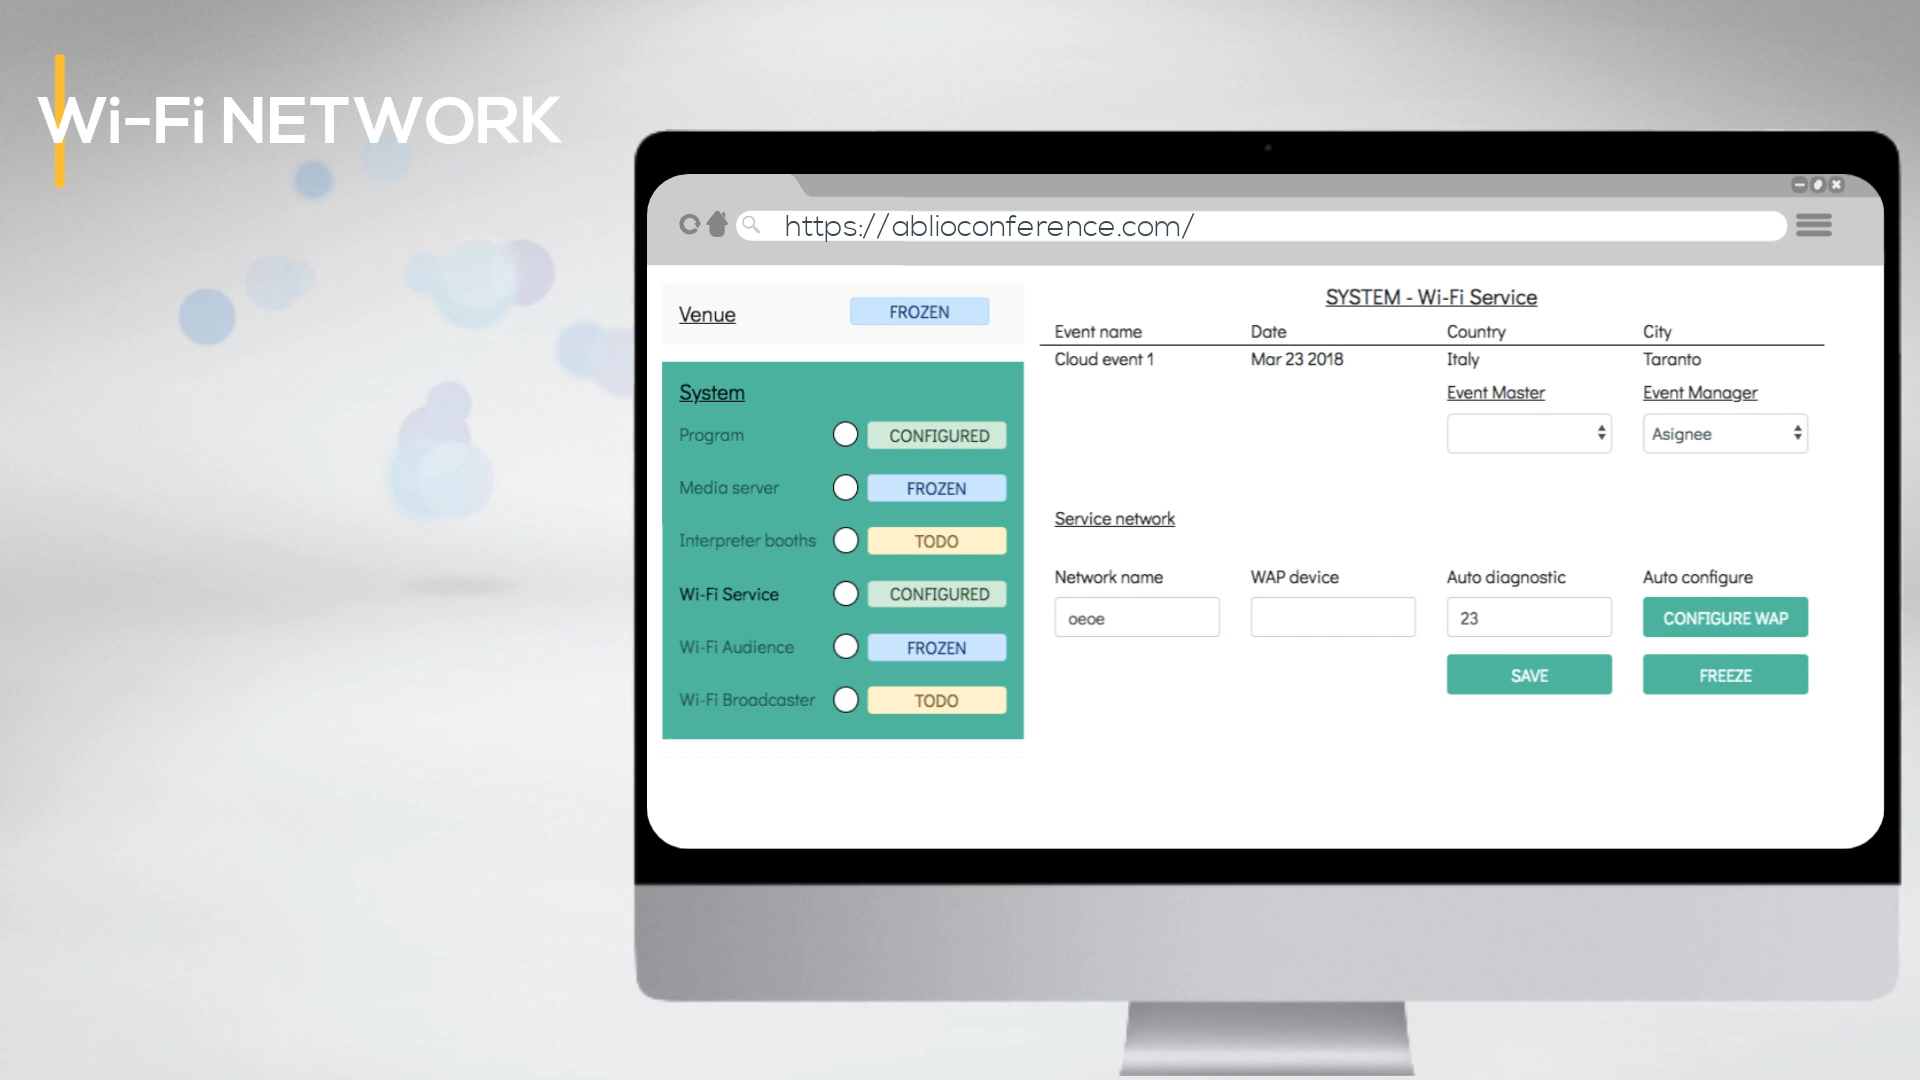 Wi-Fi NETWORK
https://ablioconference.com/
Venue FROZEN
System
Program CONFIGURED
Media server FROZEN
Interpreter booths TODO
Wi-Fi Service CONFIGURED
Wi-Fi Audience FROZEN
Wi-Fi Broadcaster TODO
SYSTEM - Wi-Fi Service
Event name Date Country City
Cloud event 1 Mar 23 2018 Italy Taranto
Event Master Event Manager
Asignee
Service network
Network name WAP device Auto diagnostic Auto configure
oeoe 23 CONFIGURE WAP
SAVE FREEZE